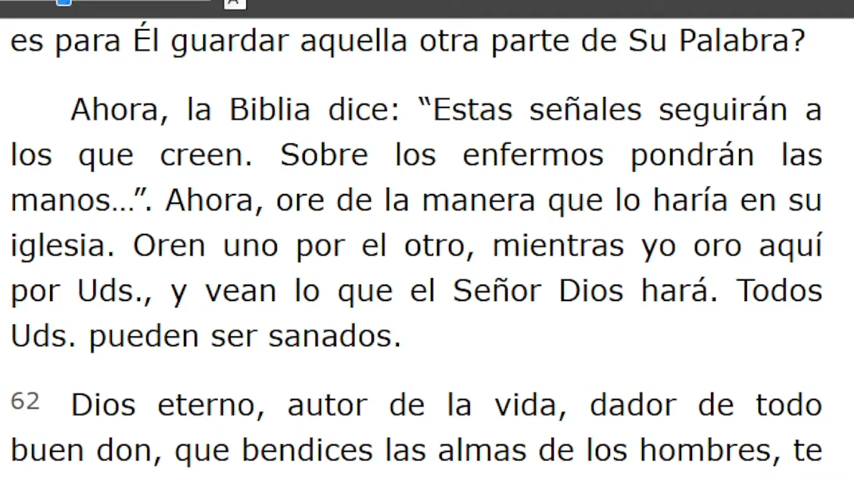 es para Él guardar aquella otra parte de Su Palabra?
Ahora, la Biblia dice: “Estas señales seguirán a
los que creen. Sobre los enfermos pondrán las
manos…”. Ahora, ore de la manera que lo haría en su
iglesia. Oren uno por el otro, mientras yo oro aquí
por Uds., y vean lo que el Señor Dios hará. Todos
Uds. pueden ser sanados.
62 Dios eterno, autor de la vida, dador de todo
buen don, que bendices las almas de los hombres, te